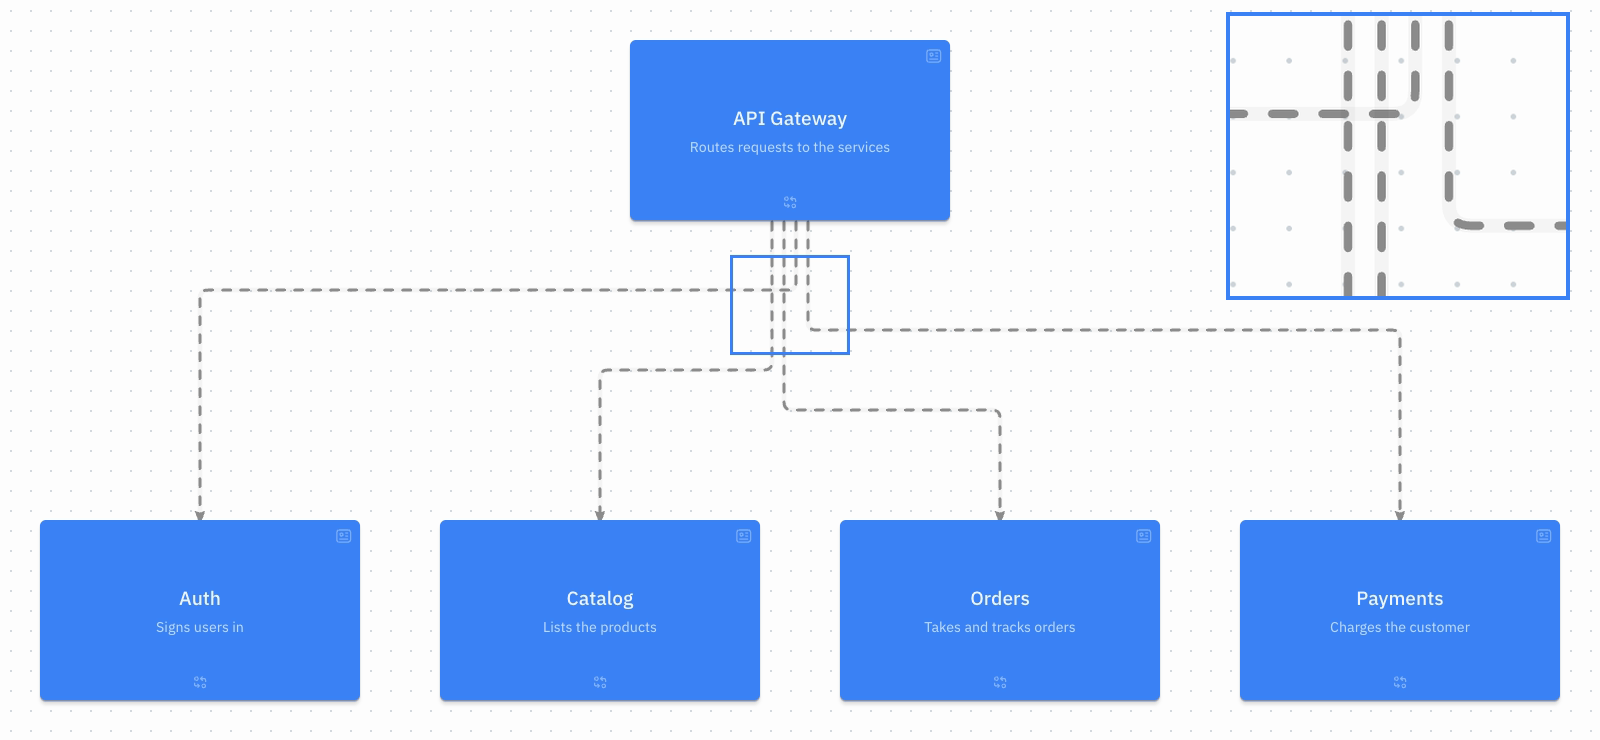 API Gateway
Routes requests to the services
Auth
Signs users in
Catalog
Lists the products
Orders
Takes and tracks orders
Payments
Charges the customer